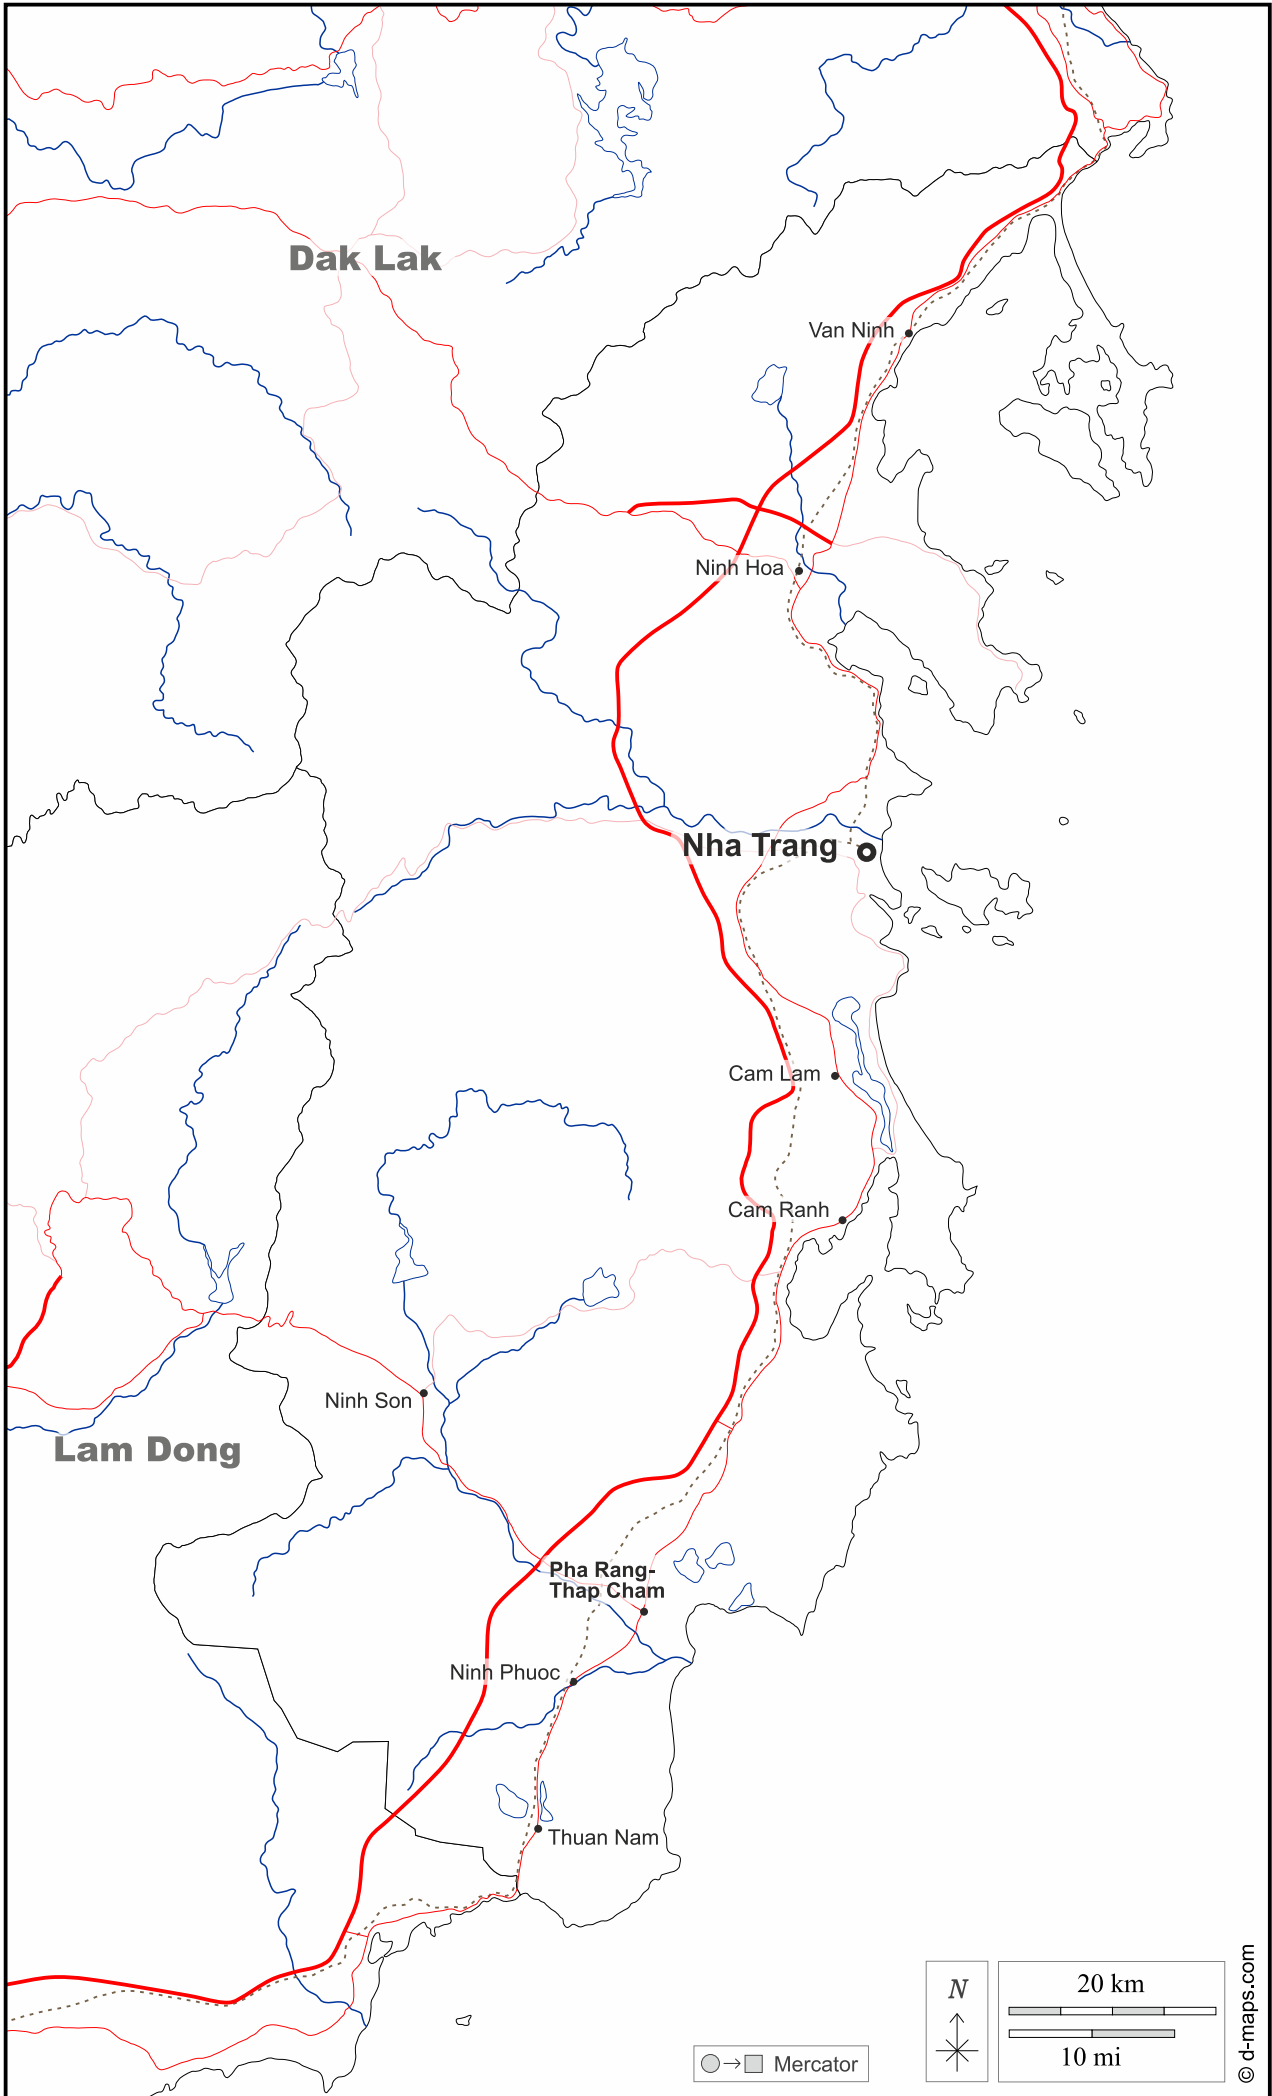 Dak Lak
Van Ninh
Ninh Hoa
Nha Trang
Cam Lam
Cam Ranh
Ninh Son
Lam Dong
Pha Rang-
Thap Cham
Ninh Phuoc
Thuan Nam
N
20 km
10 mi
Mercator
© d-maps.com